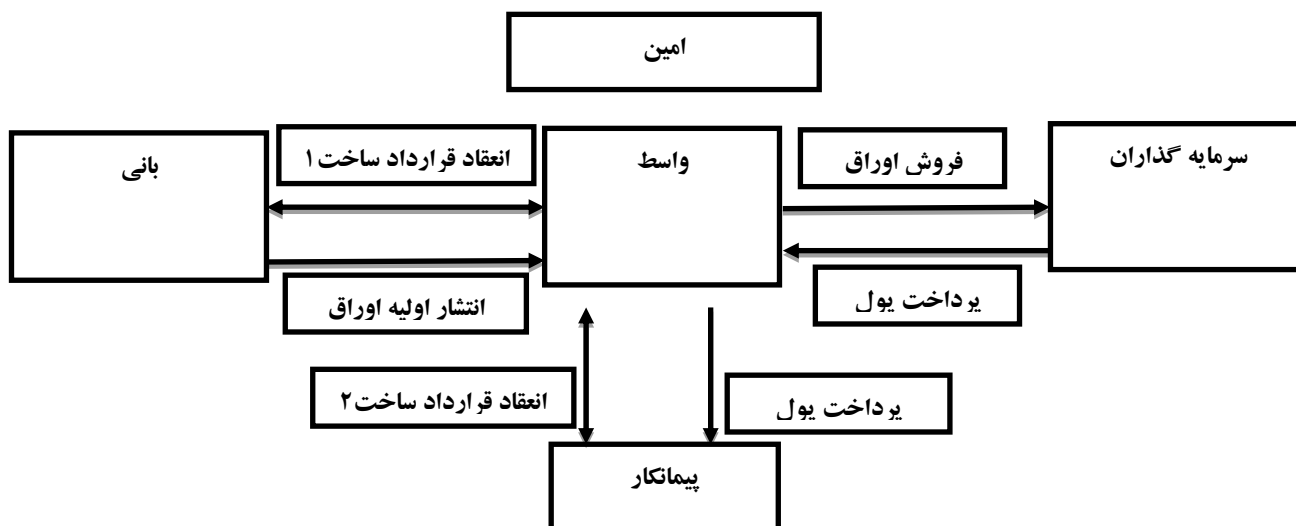 امین
سرمایه گذاران
فروش اوراق
واسط
انعقاد قرارداد ساخت۱
بانی
پرداخت پول
انتشار اولیه اوراق
پرداخت پول
انعقاد قرارداد ساخت۲
پیمانکار